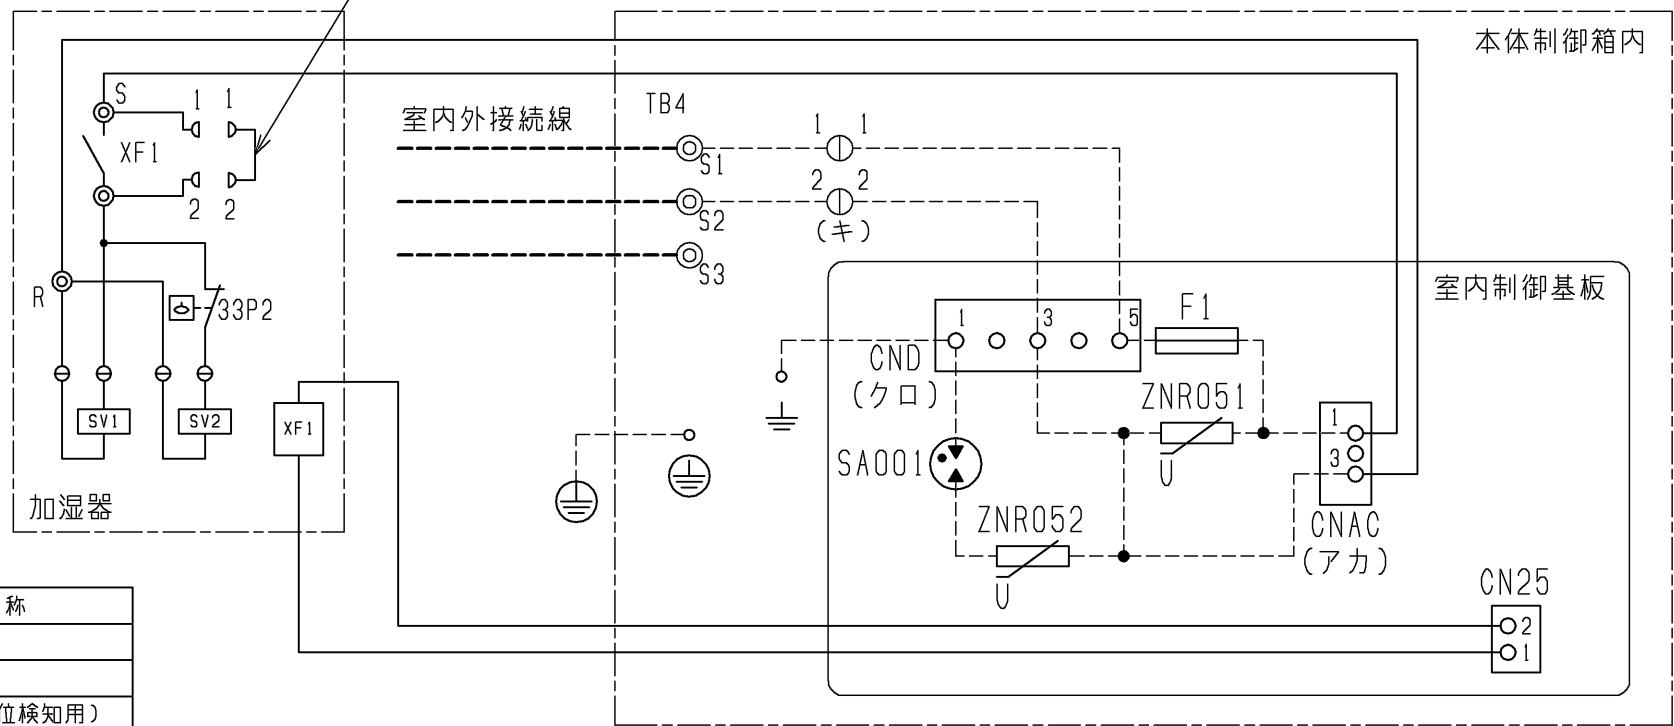 本体制御箱内
S
1 1
XF1
2 2
室内外接続線
TB4
S1
1 1
S2
2 2
(キ)
S3
R
33P2
室内制御基板
1 3 5
F1
CND
(クロ)
ZNR051
U
SV1
SV2
XF1
SA001
1
3
CNAC
(アカ)
加湿器
ZNR052
U
CN25
2
1
称
位検知用)